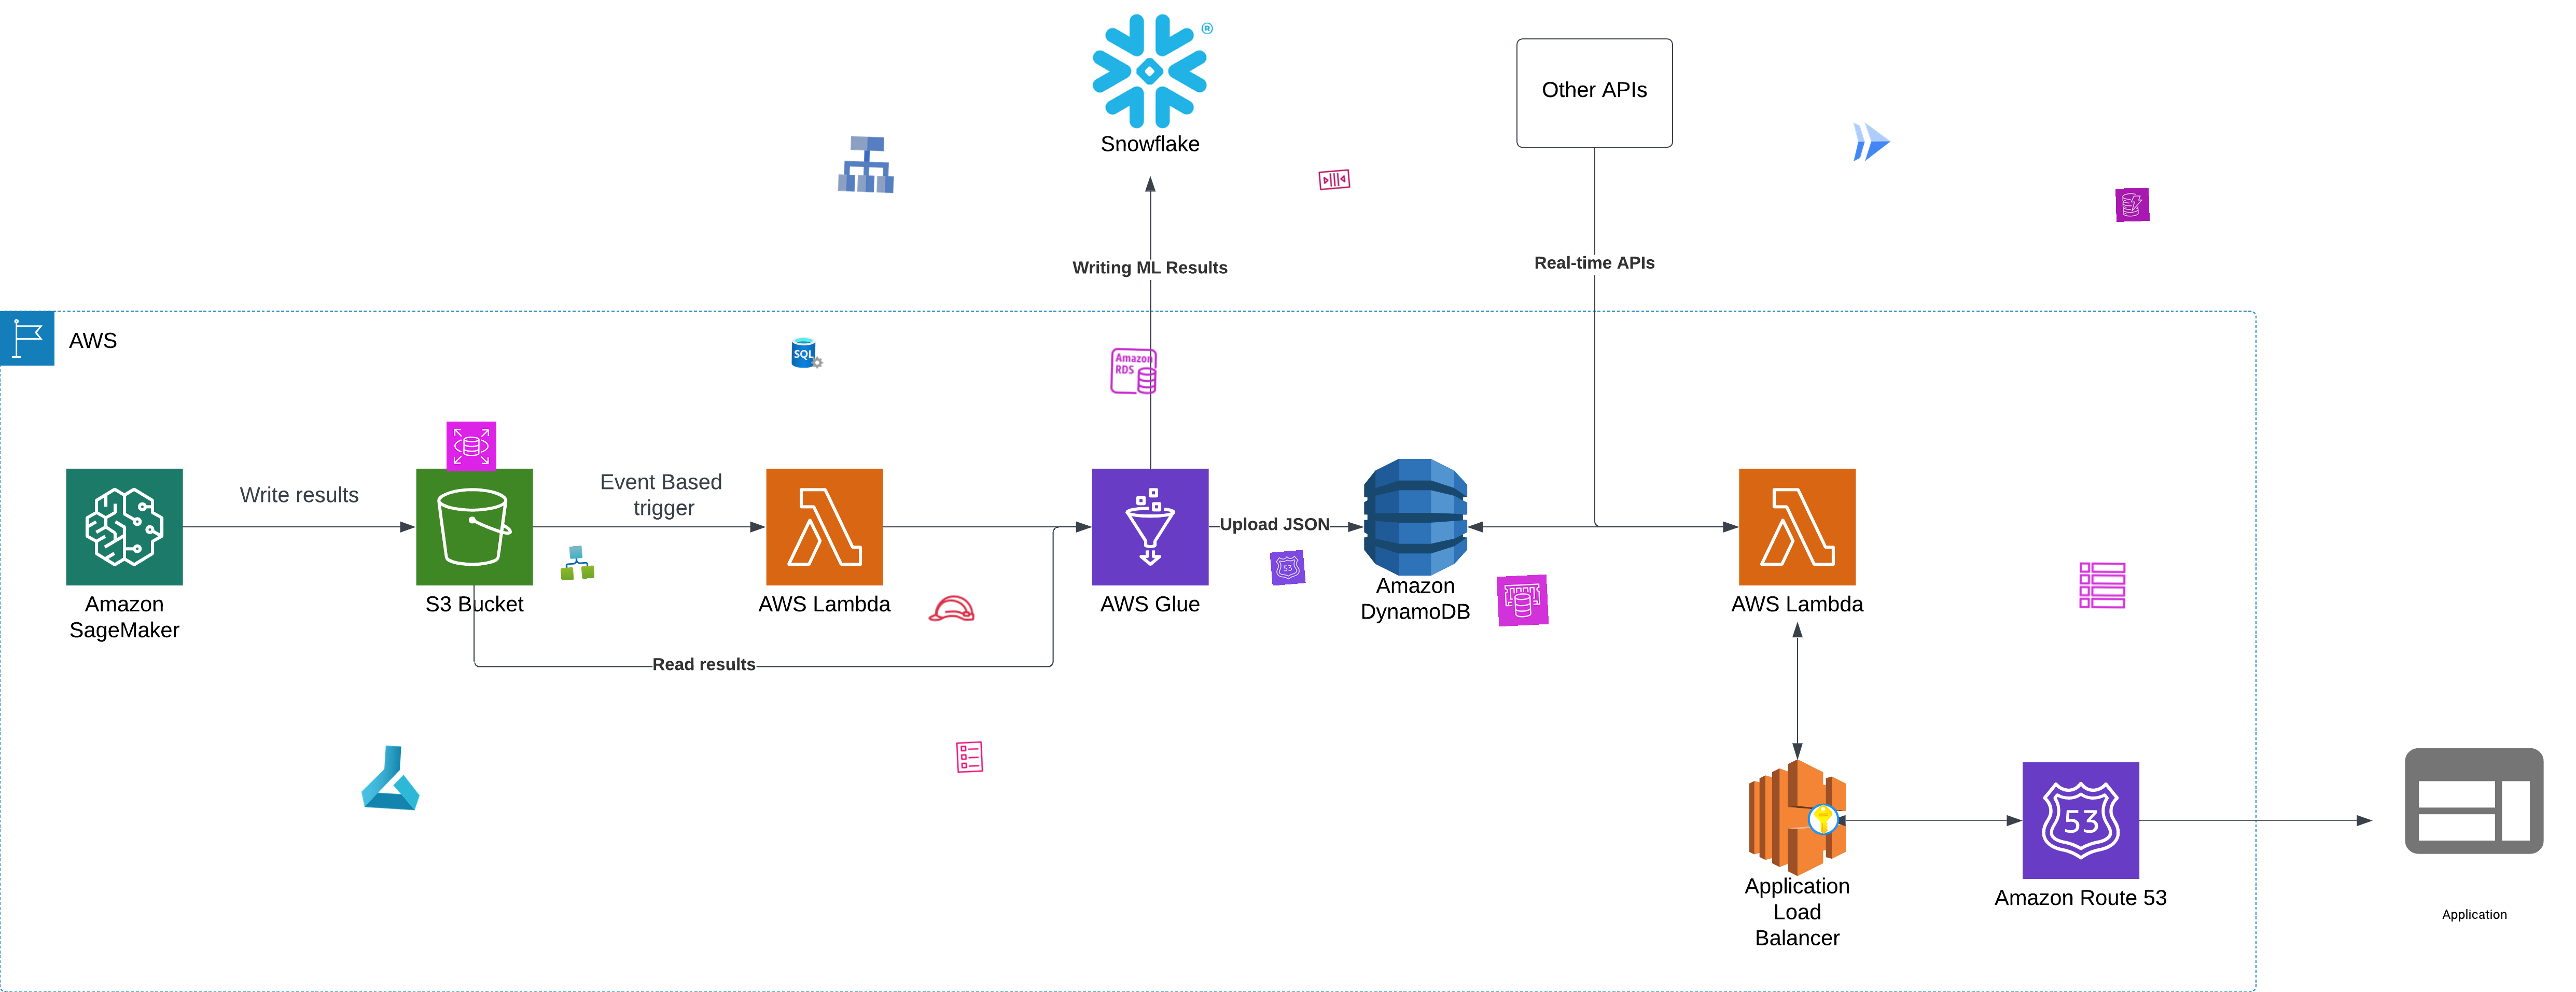 ®
Snowflake
Other APIs
Writing ML Results
Real-time APIs
AWS
SQL
Amazon
RDS
Write results
Event Based
trigger
Upload JSON
53
Amazon
SageMaker
S3 Bucket
AWS Lambda
AWS Glue
Amazon
DynamoDB
AWS Lambda
Read results
53
Application
Load
Balancer
Amazon Route 53
Application